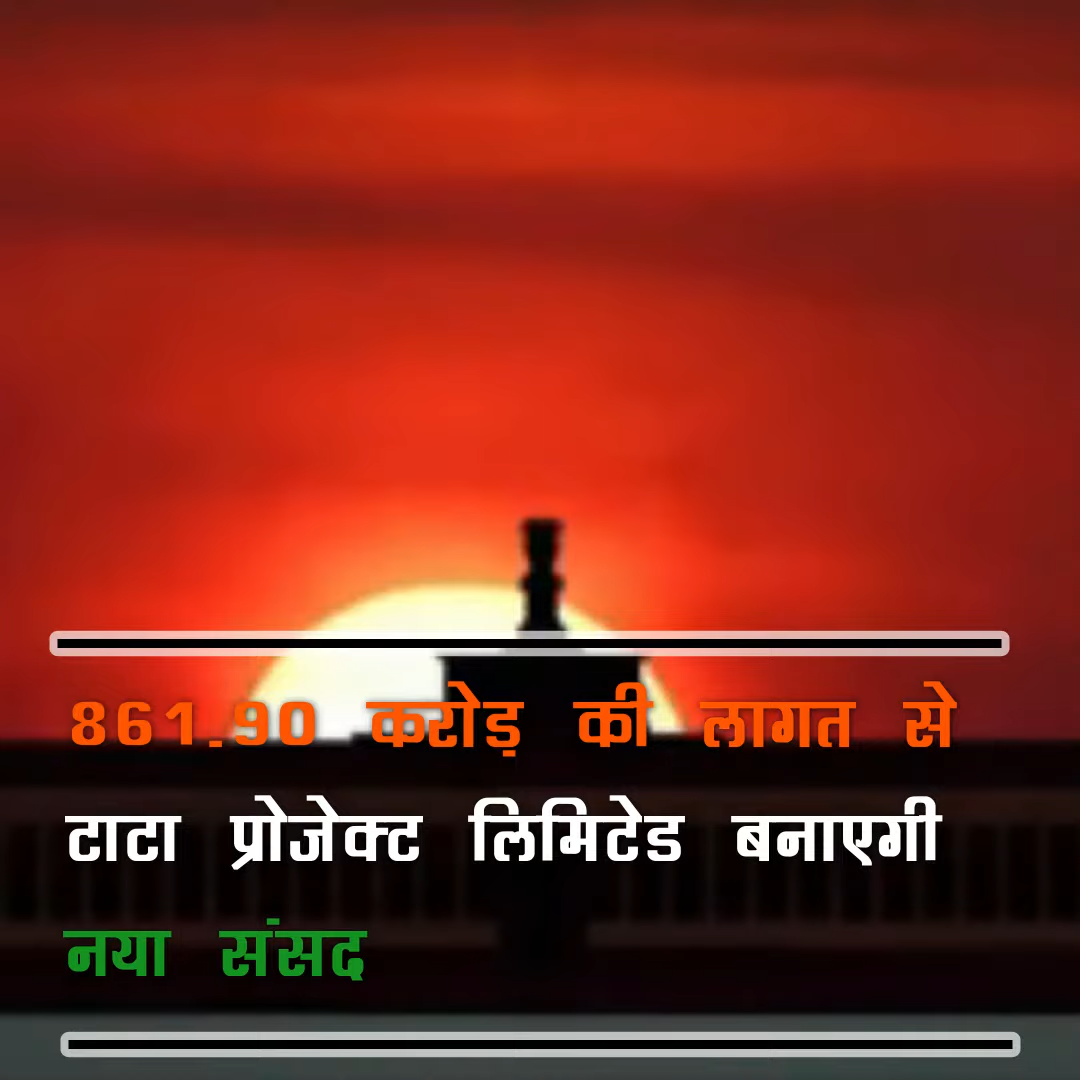 861.90 करोड़ की लागत से
टाटा प्रोजेक्ट लिमिटेड बनाएगी
नया संसद